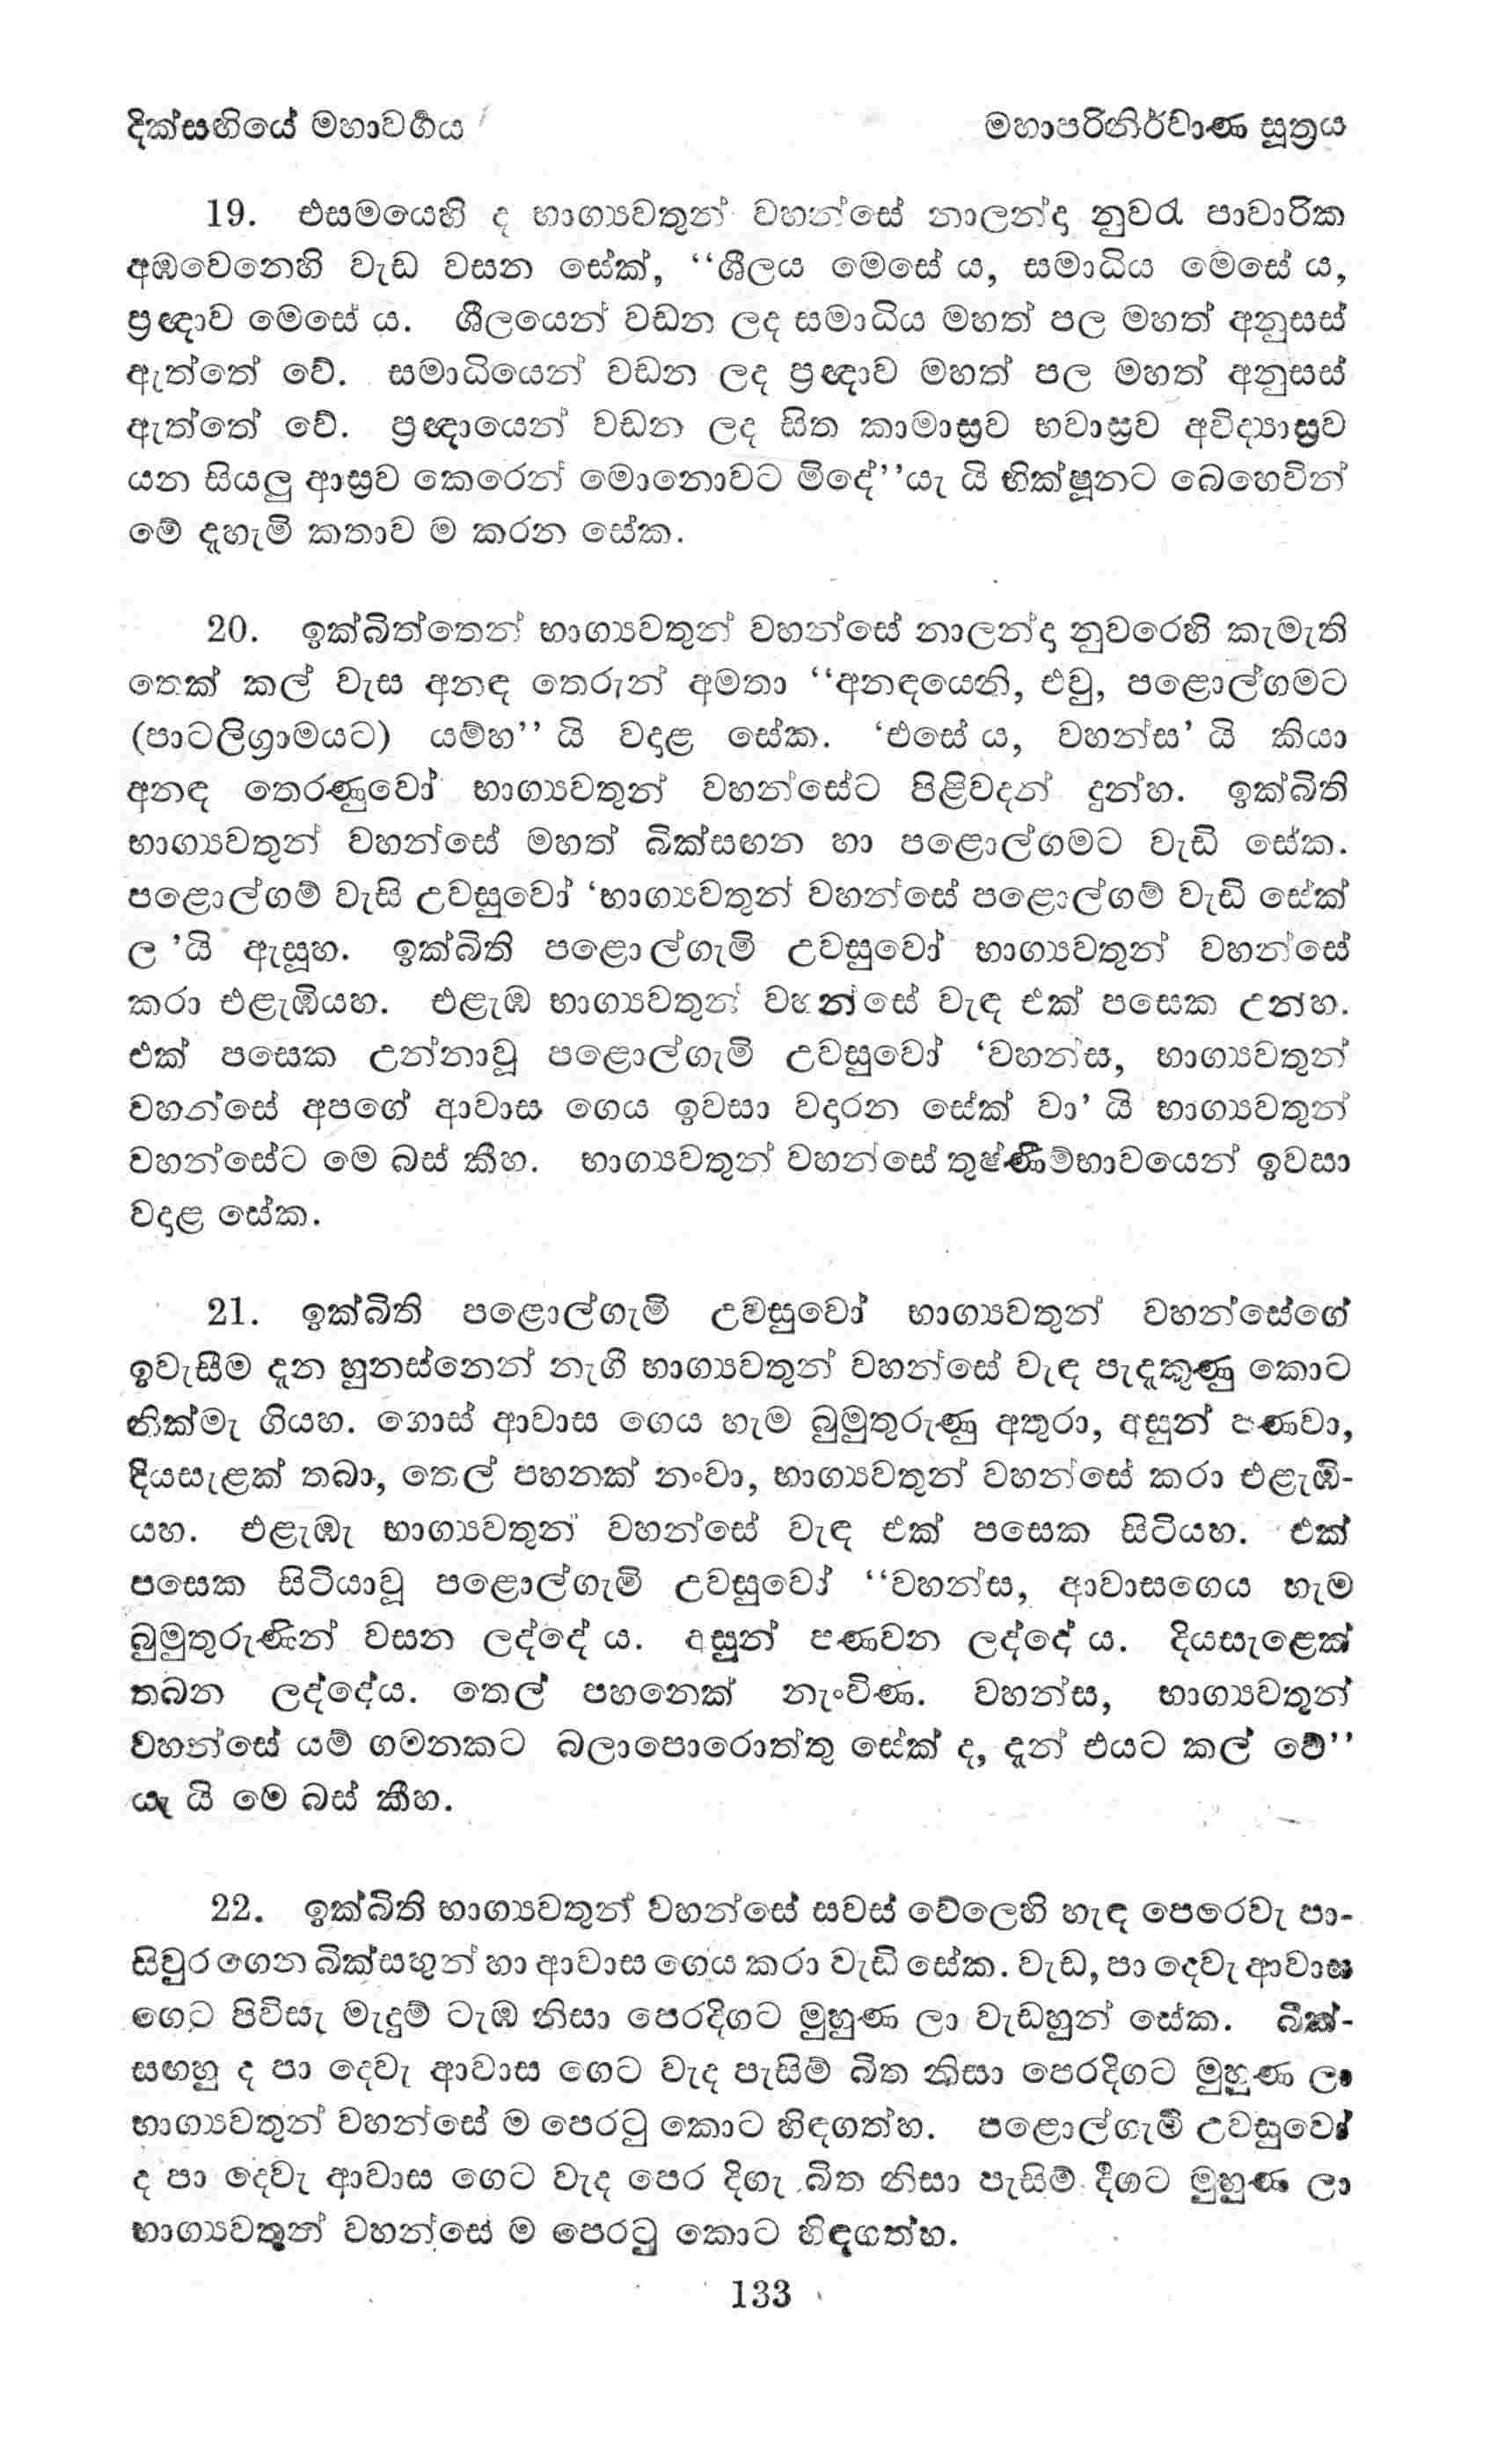 දික්සඟියේ මහාවර්‍ගය
මහාපරිනිර්වාණ සූත්‍රය
19. එසමයෙහි ද භාග්‍යවතුන් වහන්සේ නාලන්දා නුවරැ පාවාරික
අඹවෙනෙහි වැඩ වසන සේක්, “ශීලය මෙසේ ය, සමාධිය මෙසේ ය,
ප්‍රඥාව මෙසේ ය. ශීලයෙන් වඩන ලද සමාධිය මහත් පල මහත් අනුසස්
ඇත්තේ වේ. සමාධියෙන් වඩන ලද ප්‍රඥාව මහත් පල මහත් අනුසස්
ඇත්තේ වේ. ප්‍රඥායෙන් වඩන ලද සිත කාමාස්‍රව භවාස්‍රව අවිද්‍යාස්‍රව
යන සියලු ආස්‍රව කෙරෙන් මොනොවට මිදේ”යැ යි භික්ෂූනට බෙහෙවින්
මේ දැහැමි කතාව ම කරන සේක.
20. ඉක්බිත්තෙන් භාග්‍යවතුන් වහන්සේ නාලන්දා නුවරෙහි කැමැති
තෙක් කල් වැස අනඳ තෙරුන් අමතා “අනඳයෙනි, එවු, පළොල්ගමට
(පාටලිග්‍රාමයට) යම්හ” යි වදාළ සේක. ‘එසේ ය, වහන්ස’ යි කියා
අනඳ තෙරණුවෝ භාග්‍යවතුන් වහන්සේට පිළිවදන් දුන්හ. ඉක්බිති
භාග්‍යවතුන් වහන්සේ මහත් බික්සඟන හා පළොල්ගමට වැඩි සේක.
පළොල්ගම් වැසි උවසුවෝ ‘භාග්‍යවතුන් වහන්සේ පළොල්ගම් වැඩි සේක්
ල ’යි ඇසූහ. ඉක්බිති පළොල්ගැමි උවසුවෝ භාග්‍යවතුන් වහන්සේ
කරා එළැඹියහ. එළැඹ භාග්‍යවතුන් වහන්සේ වැඳ එක් පසෙක උන්හ.
එක් පසෙක උන්නාවූ පළොල්ගැමි උවසුවෝ ‘වහන්ස, භාග්‍යවතුන්
වහන්සේ අපගේ ආවාස ගෙය ඉවසා වදාරන සේක් වා’ යි භාග්‍යවතුන්
වහන්සේට මෙ බස් කීහ. භාග්‍යවතුන් වහන්සේ තුෂ්ණීම්භාවයෙන් ඉවසා
වදාළ සේක.
21. ඉක්බිති පළොල්ගැමි උවසුවෝ භාග්‍යවතුන් වහන්සේගේ
ඉවැසීම දැන හුනස්නෙන් නැගී භාග්‍යවතුන් වහන්සේ වැඳ පැදැකුණු කොට
නික්මැ ගියහ. ගොස් ආවාස ගෙය හැම බුමුතුරුණු අතුරා, අසුන් පණවා,
දියසැළක් තබා, තෙල් පහනක් නංවා, භාග්‍යවතුන් වහන්සේ කරා එළැඹි-
යහ. එළැඹැ භාග්‍යවතුන් වහන්සේ වැඳ එක් පසෙක සිටියහ. එක්
පසෙක සිටියාවූ පළොල්ගැමි උවසුවෝ “වහන්ස, ආවාසගෙය හැම
බුමුතුරුණින් වසන ලද්දේ ය. අසුන් පණවන ලද්දේ ය. දියසැළෙක්
තබන ලද්දේය. තෙල් පහනෙක් නැංවිණ. වහන්ස, භාග්‍යවතුන්
වහන්සේ යම් ගමනකට බලාපොරොත්තු සේක් ද, දැන් එයට කල් වේ”
යැ යි මෙ බස් කීහ.
22. ඉක්බිති භාග්‍යවතුන් වහන්සේ සවස් වේලෙහි හැඳ පෙරෙවැ පා-
සිවුර ගෙන බික්සඟුන් හා ආවාස ගෙය කරා වැඩි සේක. වැඩ, පා දෙවැ ආවාස
ගෙට පිවිසැ මැදුම් ටැඹ නිසා පෙරදිගට මුහුණ ලා වැඩහුන් සේක. බික්-
සඟහු ද පා දෙවැ ආවාස ගෙට වැද පැසිම් බිත නිසා පෙරදිගට මුහුණ ලා
භාග්‍යවතුන් වහන්සේ ම පෙරටු කොට හිඳගත්හ. පළොල්ගැමි උවසුවෝ
ද පා දෙවැ ආවාස ගෙට වැද පෙර දිගැ බිත නිසා පැසිම් දිගට මුහුණ ලා
භාග්‍යවතුන් වහන්සේ ම පෙරටු කොට හිඳගත්හ.
133